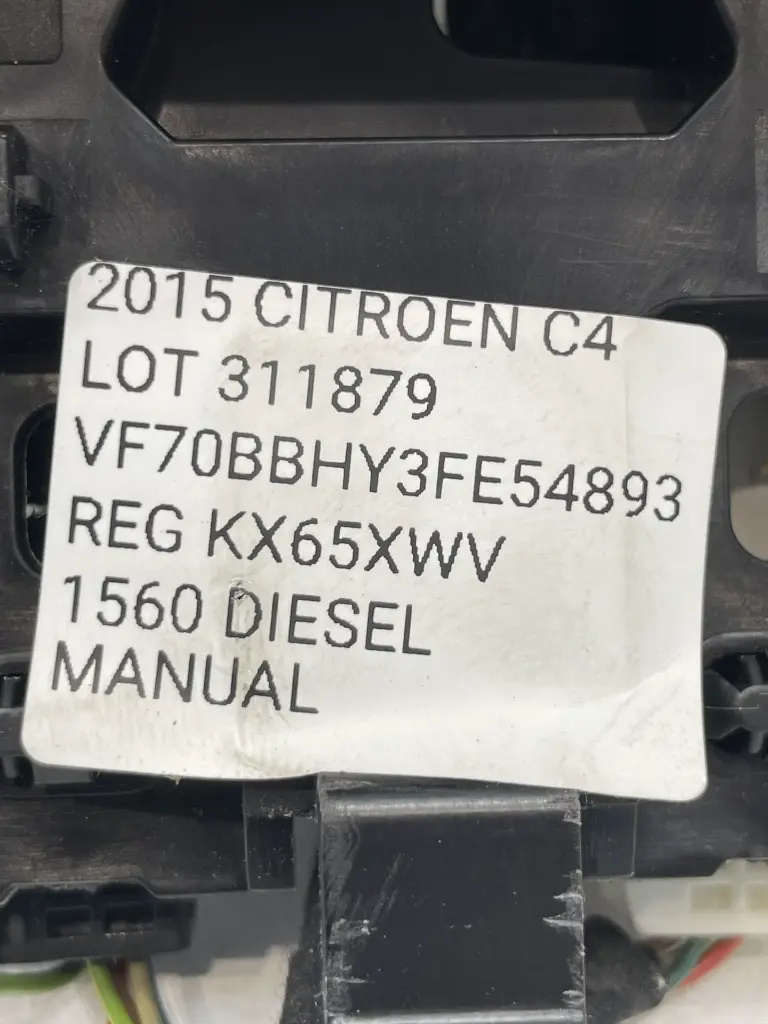 2015 CITROEN C4
LOT 311879
VF70BBHY3FE54893
REG KX65XWV
1560 DIESEL
MANUAL